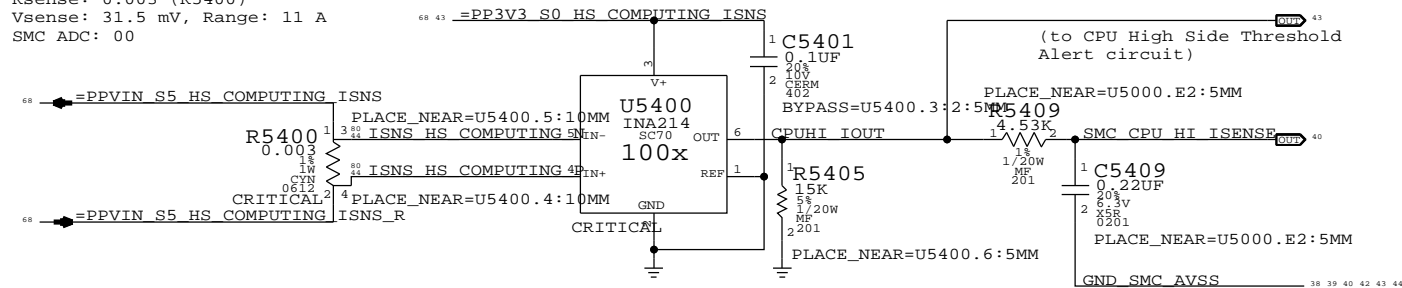 Rsense: 0.003 (R5400)
Vsense: 31.5 mV, Range: 11 A
SMC ADC: 00
68 43 =PP3V3_S0_HS_COMPUTING_ISNS
OUT 43
(to CPU High Side Threshold
Alert circuit)
1 C5401
0.1UF
20%
10V
2 CERM
402
BYPASS=U5400.3:2:5MM
3
V+
68 =PPVIN_S5_HS_COMPUTING_ISNS
PLACE_NEAR=U5400.5:10MM
R5400
0.003
1%
1W
CYN
0612
CRITICAL
1 3
2 4
80
44 ISNS_HS_COMPUTING_N
80
44 ISNS_HS_COMPUTING_P
PLACE_NEAR=U5400.4:10MM
68 =PPVIN_S5_HS_COMPUTING_ISNS_R
U5400
INA214
SC70
100x
5 IN-
4 IN+
OUT 6
REF 1
GND
2
CRITICAL
CPUHI_IOUT
1
R5405
15K
5%
1/20W
MF
2 201
PLACE_NEAR=U5400.6:5MM
PLACE_NEAR=U5000.E2:5MM
R5409
4.53K
1 2
1%
1/20W
MF
201
SMC_CPU_HI_ISENSE OUT 40
1 C5409
0.22UF
20%
6.3V
2 X5R
0201
PLACE_NEAR=U5000.E2:5MM
GND_SMC_AVSS 38 39 40 42 43 44